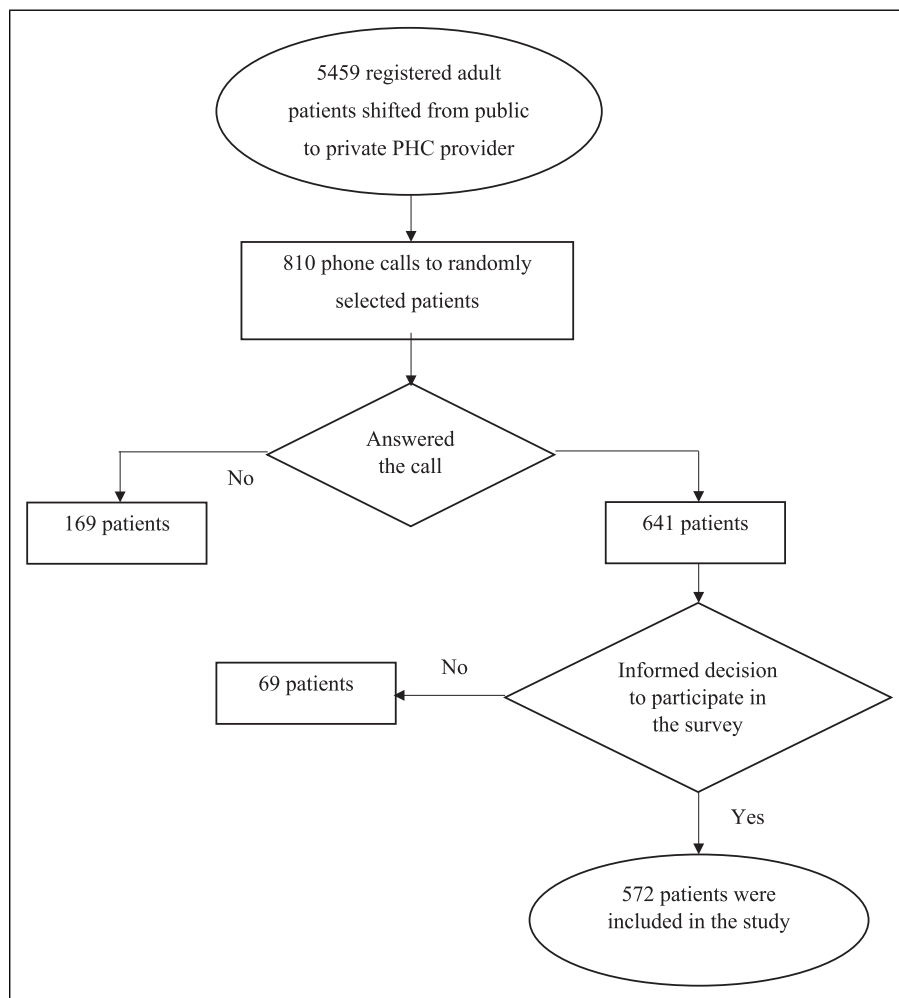 5459 registered adult
patients shifted from public
to private PHC provider
810 phone calls to randomly
selected patients
Answered
the call
No
169 patients
641 patients
Informed decision
to participate in
the survey
No
69 patients
Yes
572 patients were
included in the study